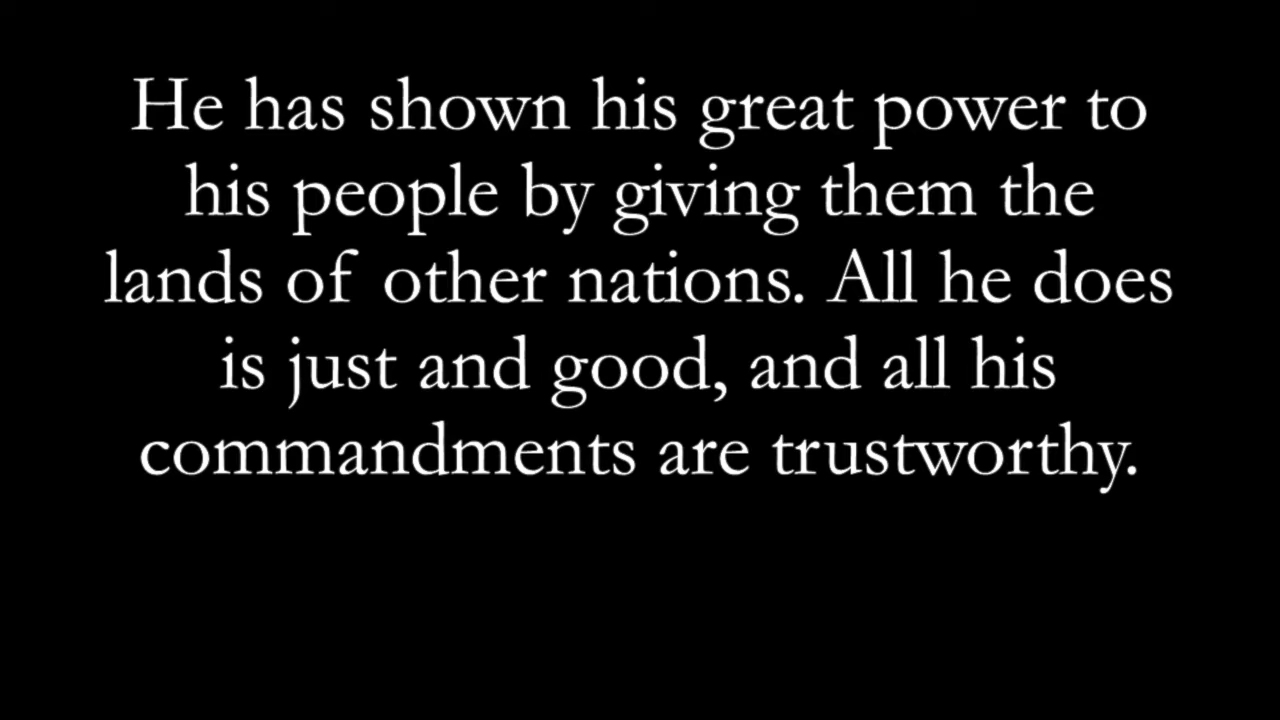 He has shown his great power to
his people by giving them the
lands of other nations. All he does
is just and good, and all his
commandments are trustworthy.